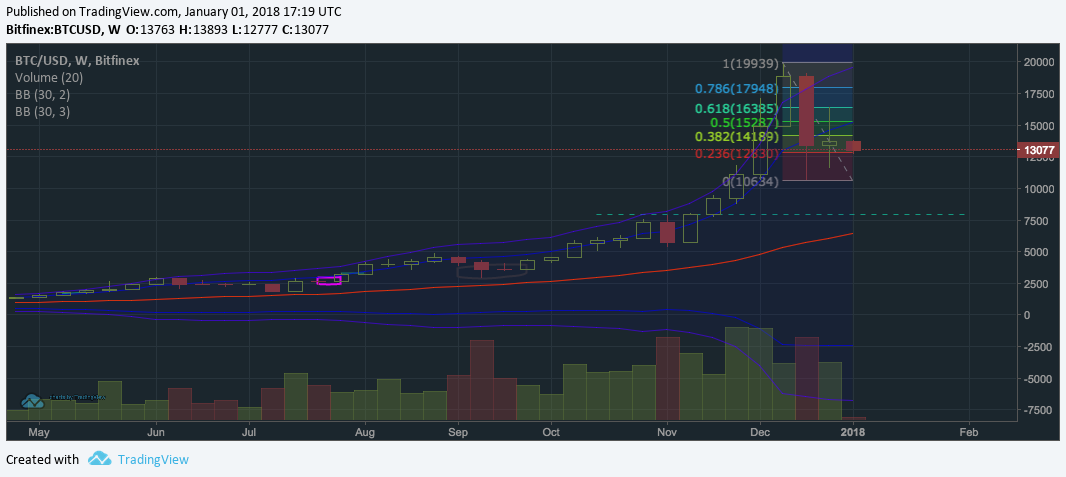 Published on TradingView.com, January 01, 2018 17:19 UTC
Bitfinex:BTCUSD, W O:13763 H:13893 L:12777 C:13077
BTC/USD, W, Bitfinex
Volume (20)
BB (30, 2)
BB (30, 3)
1(19939)
0.786(17948)
0.618(16385)
0.5(15287)
0.382(14189)
0.236(12830)
0(10634)
20000
17500
15000
13077
12500
10000
7500
5000
2500
0
-2500
-5000
-7500
May Jun Jul Aug Sep Oct Nov Dec 2018 Feb
Created with TradingView